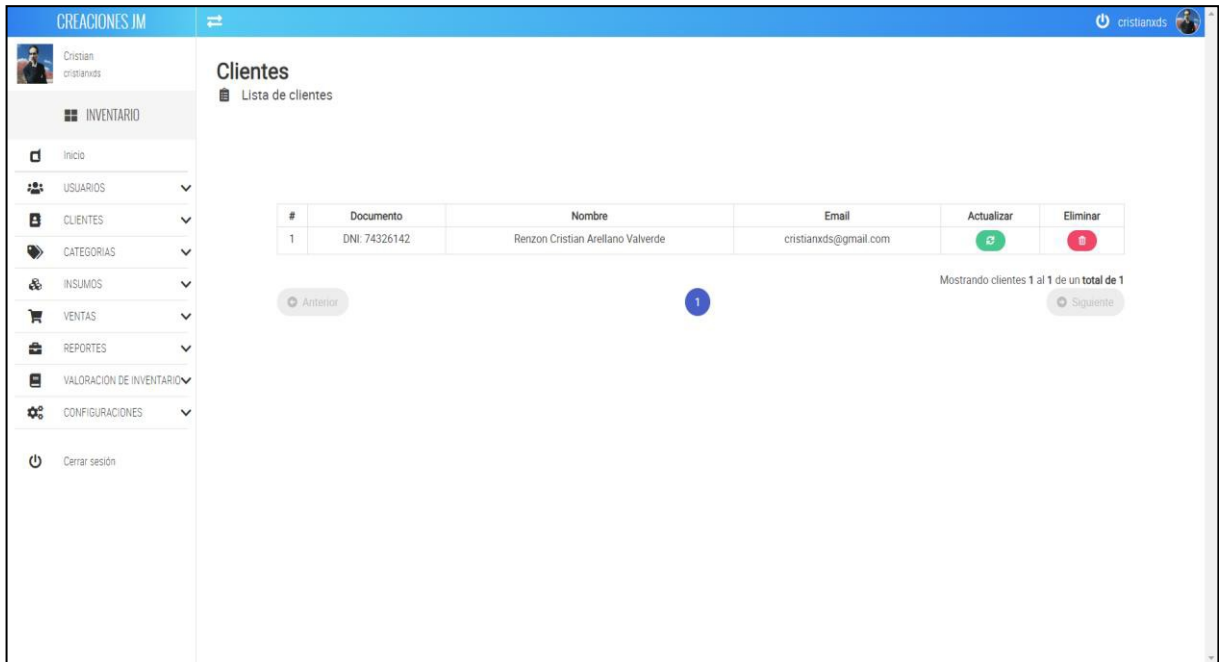 CREACIONES JM
cristianxds
Cristian
cristianxds
INVENTARIO
Inicio
USUARIOS
CLIENTES
CATEGORIAS
INSUMOS
VENTAS
REPORTES
VALORACION DE INVENTARIO
CONFIGURACIONES
Cerrar sesión
Clientes
Lista de clientes
# Documento Nombre Email Actualizar Eliminar
1 DNI: 74326142 Renzon Cristian Arellano Valverde cristianxds@gmail.com
Mostrando clientes 1 al 1 de un total de 1
Anterior 1 Siguiente